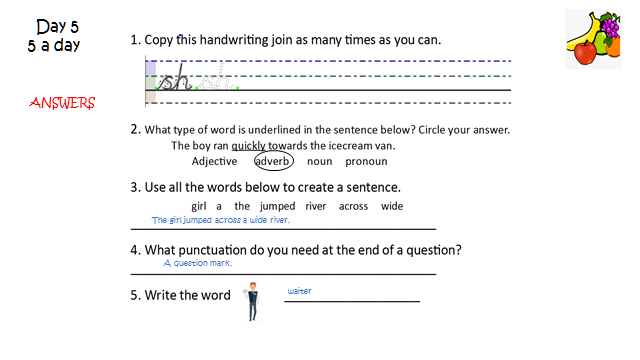 Day 5
5 a day
ANSWERS
1. Copy this handwriting join as many times as you can.
sh sh
2. What type of word is underlined in the sentence below? Circle your answer.
The boy ran quickly towards the icecream van.
Adjective adverb noun pronoun
3. Use all the words below to create a sentence.
girl a the jumped river across wide
The girl jumped across a wide river.
4. What punctuation do you need at the end of a question?
A question mark.
5. Write the word
waiter